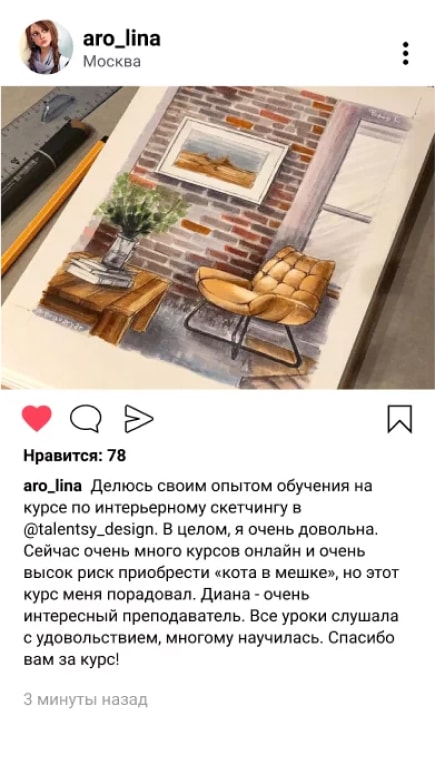 aro_lina
Москва
Нравится: 78
aro_lina Делюсь своим опытом обучения на
курсе по интерьерному скетчингу в
@talentsy_design. В целом, я очень довольна.
Сейчас очень много курсов онлайн и очень
высок риск приобрести «кота в мешке», но этот
курс меня порадовал. Диана - очень
интересный преподаватель. Все уроки слушала
с удовольствием, многому научилась. Спасибо
вам за курс!
3 минуты назад